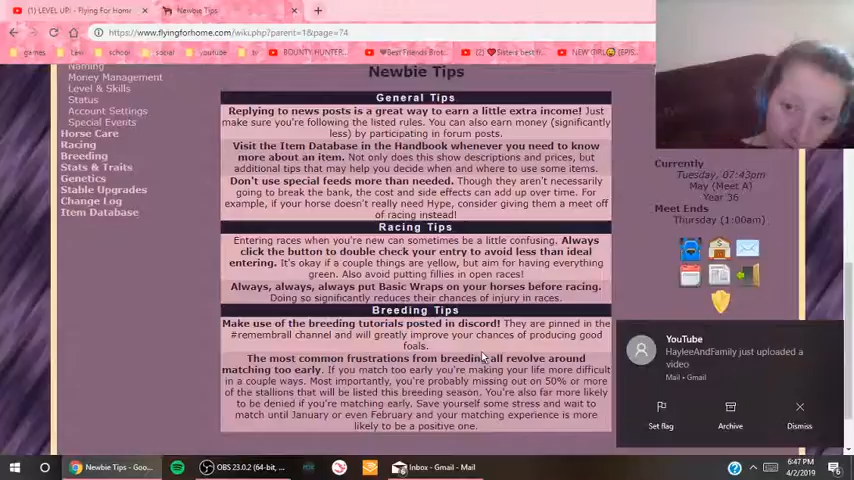 (1) LEVEL UP! - Flying For Hom
Newbie Tips
https://www.flyingforhome.com/wiki.php?parent=1&page=74
games
school
social
youtube
BOUNTY HUNTER...
Best Friends Brot...
(2) Sisters best f...
NEW GIRL (EPIS...
Naming
Money Management
Level & Skills
Status
Account Settings
Special Events
Horse Care
Racing
Breeding
Stats & Traits
Genetics
Stable Upgrades
Change Log
Item Database
Newbie Tips
General Tips
Replying to news posts is a great way to earn a little extra income! Just
make sure you're following the listed rules. You can also earn money (significantly
less) by participating in forum posts.
Visit the Item Database in the Handbook whenever you need to know
more about an item. Not only does this show descriptions and prices, but
additional tips that may help you decide when and where to use some items.
Don't use special feeds more than needed. Though they aren't necessarily
going to break the bank, the cost and side effects can add up over time. For
example, if your horse doesn't really need Hype, consider giving them a meet off
of racing instead!
Racing Tips
Entering races when you're new can sometimes be a little confusing. Always
click the button to double check your entry to avoid less than ideal
entering. It's okay if a couple things are yellow, but aim for having everything
green. Also avoid putting fillies in open races!
Always, always, always put Basic Wraps on your horses before racing.
Doing so significantly reduces their chances of injury in races.
Breeding Tips
Make use of the breeding tutorials posted in discord! They are pinned in the
#remembrall channel and will greatly improve your chances of producing good
foals.
The most common frustrations from breeding all revolve around
matching too early. If you match too early you're making your life more difficult
in a couple ways. Most importantly, you're probably missing out on 50% or more
of the stallions that will be listed this breeding season. You're also far more likely
to be denied if you're matching early. Save yourself some stress and wait to
match until January or even February and your matching experience is more
likely to be a positive one.
Currently
Tuesday, 07:43pm
May (Meet A)
Year 36
Meet Ends
Thursday (1:00am)
YouTube
HayleeAndFamily just uploaded a
video
Mail • Gmail
Set flag
Archive
Dismiss
Newbie Tips - Goo...
OBS 23.0.2 (64-bit, ...
Inbox - Gmail - Mail
6:47 PM
4/2/2019